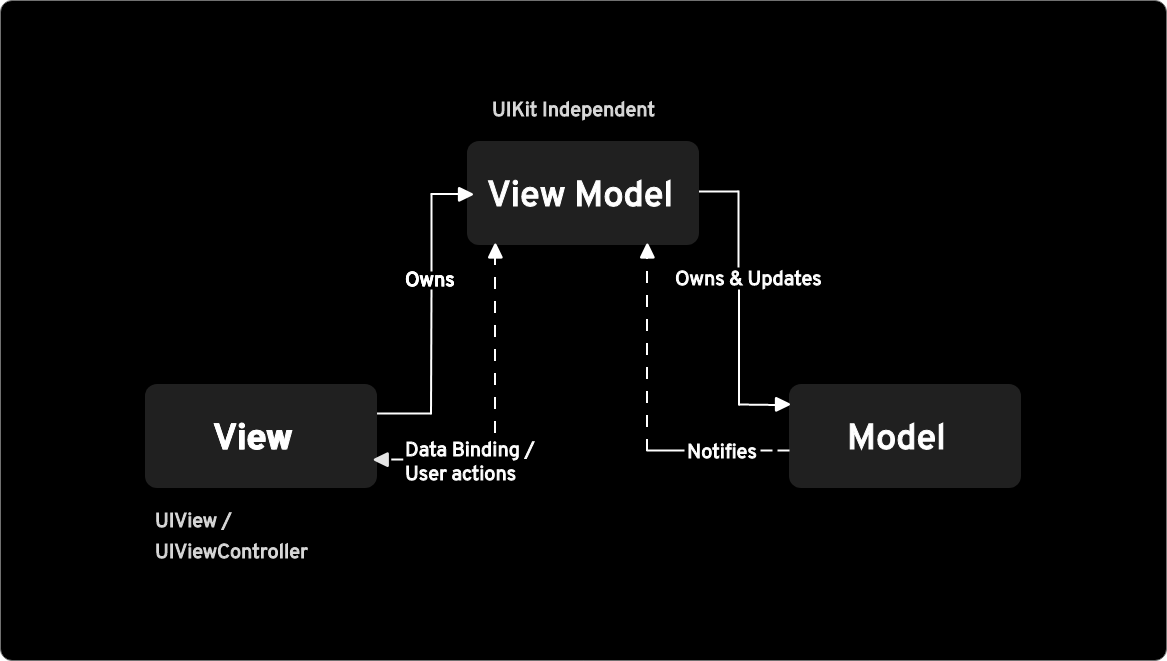 UIKit Independent
View Model
Owns
Owns & Updates
View
Model
Data Binding /
User actions
Notifies
UIView /
UIViewController